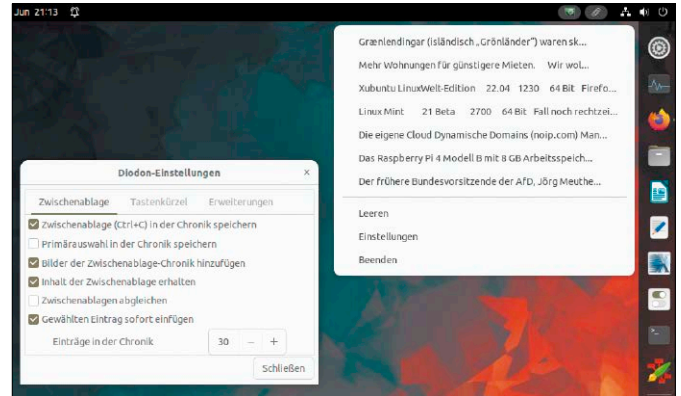 Jun 21:13
Grænlendingar (isländisch „Grönländer“) waren sk...
Mehr Wohnungen für günstigere Mieten. Wir wol...
Xubuntu LinuxWelt-Edition 22.04 1230 64 Bit Firefo...
Linux Mint 21 Beta 2700 64 Bit Fall noch rechtzei...
Die eigene Cloud Dynamische Domains (noip.com) Man...
Das Raspberry Pi 4 Modell B mit 8 GB Arbeitsspeich...
Der frühere Bundesvorsitzende der AfD, Jörg Meuthe...
Leeren
Einstellungen
Beenden
Diodon-Einstellungen ×
Zwischenablage Tastenkürzel Erweiterungen
Zwischenablage (Ctrl+C) in der Chronik speichern
Primärauswahl in der Chronik speichern
Bilder der Zwischenablage-Chronik hinzufügen
Inhalt der Zwischenablage erhalten
Zwischenablagen abgleichen
Gewählten Eintrag sofort einfügen
Einträge in der Chronik 30 − +
Schließen